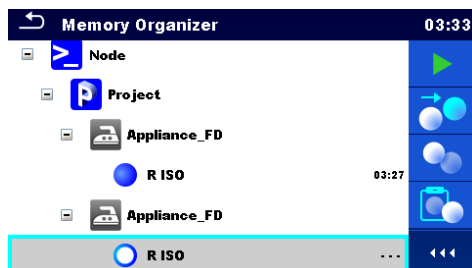 Memory Organizer 03:33
Node
Project
Appliance_FD
R ISO 03:27
Appliance_FD
R ISO ---